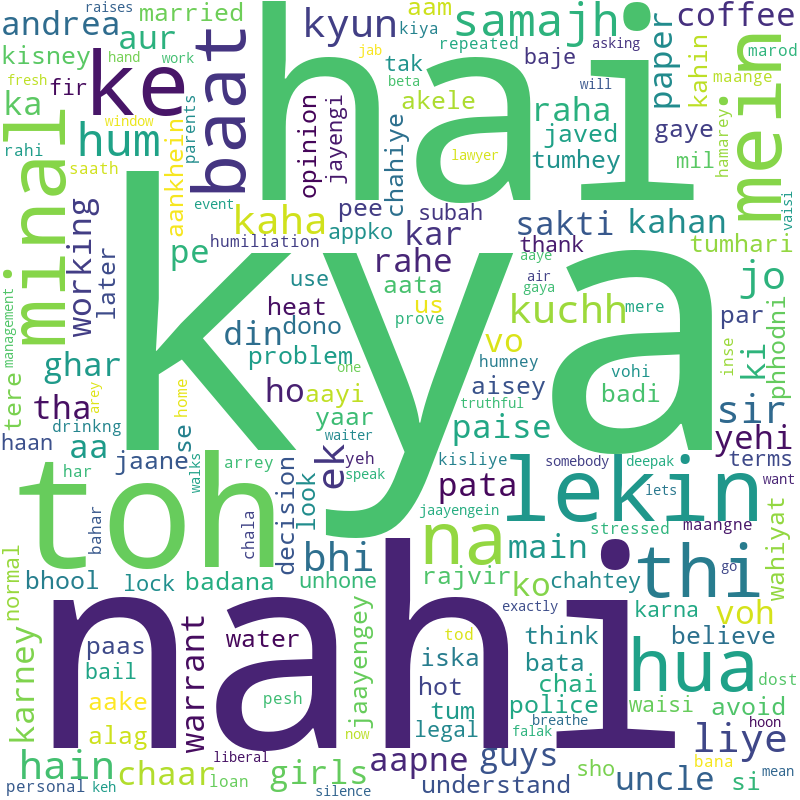 raises
married
kyun
samajh
aam
coffee
andrea
aur
hai
kiya
repeated
asking
marod
kisney
ke
baat
jab
tak
baje
paper
kahin
work
fresh
hand
fir
beta
will
maange
ka
akele
raha
gaye
window
parents
opinion
jayengi
javed
mein
rahi
hum
lawyer
hamarey
minal
saath
aankhein
chahiye
tumhey
mil
vaisi
event
kaha
pee
subah
sakti
kahan
working
humiliation
appko
kar
thank
tumhari
later
pe
rahe
aaye
air
kya
use
aata
us
gaya
jo
management
heat
kuchh
mere
par
din
dono
prove
vo
phhodni
ghar
problem
one
humney
vohi
inse
ki
tere
arey
home
ho
aayi
aisey
badi
tha
truthful
sir
drinkng
yaar
paise
haan
aa
se
waiter
yehi
jaane
walks
arrey
ek
yeh
kisliye
somebody
deepak
terms
toh
har
decision
look
speak
pata
lekin
lets
want
bahar
chala
jaayengein
stressed
maangne
wahiyat
normal
bhi
na
main
thi
bhool
lock
badana
unhone
rajvir
ko
chahtey
go
nahi
exactly
karna
voh
karney
paas
warrant
water
jaayengey
tod
think
believe
bail
iska
bata
hua
dost
aake
pesh
hot
chai
waisi
avoid
tum
police
alag
legal
falak
breathe
hoon
now
liye
hain
chaar
liberal
girls
aapne
guys
bana
loan
sho
uncle
si
mean
personal
keh
silence
understand